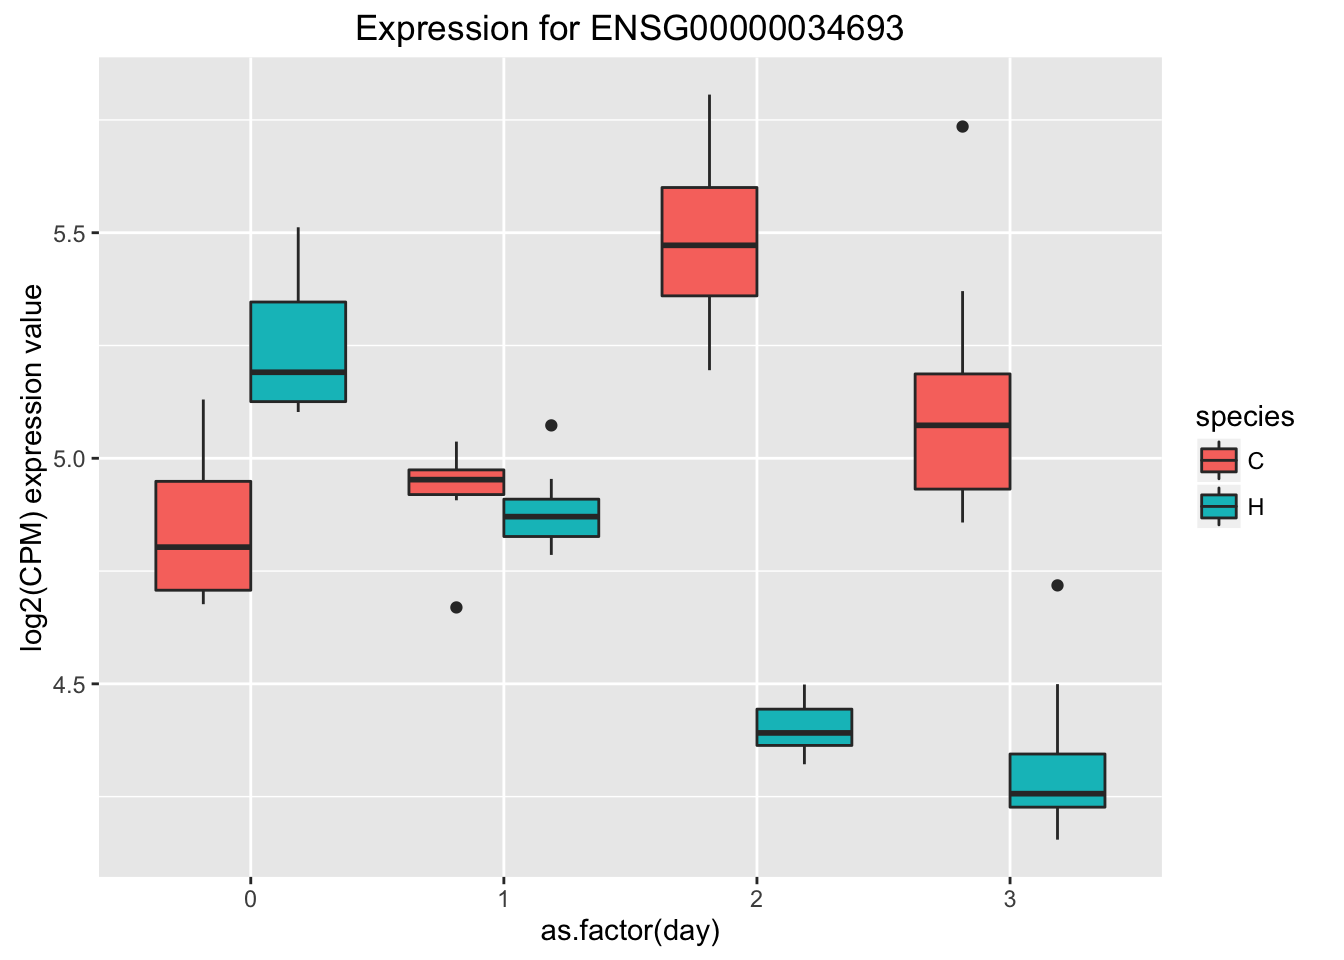 Expression for ENSG00000034693
log2(CPM) expression value
5.5
5.0
4.5
0 1 2 3
as.factor(day)
species
C
H